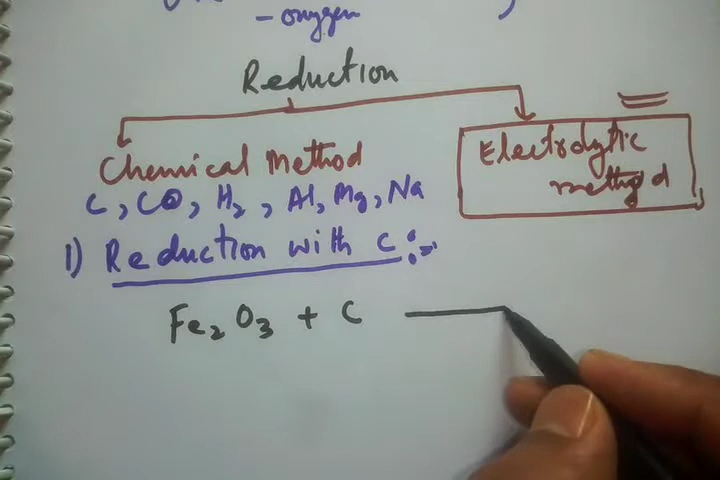 - oxygen
Reduction
Chemical Method
Electrolytic method
C, CO, H₂, Al, Mg, Na
1) Reduction with C :-
Fe₂O₃ + C